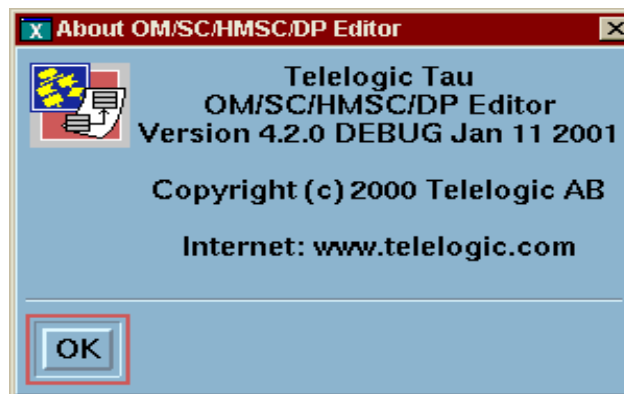 About OM/SC/HMSC/DP Editor
Telelogic Tau
OM/SC/HMSC/DP Editor
Version 4.2.0 DEBUG Jan 11 2001
Copyright (c) 2000 Telelogic AB
Internet: www.telelogic.com
OK